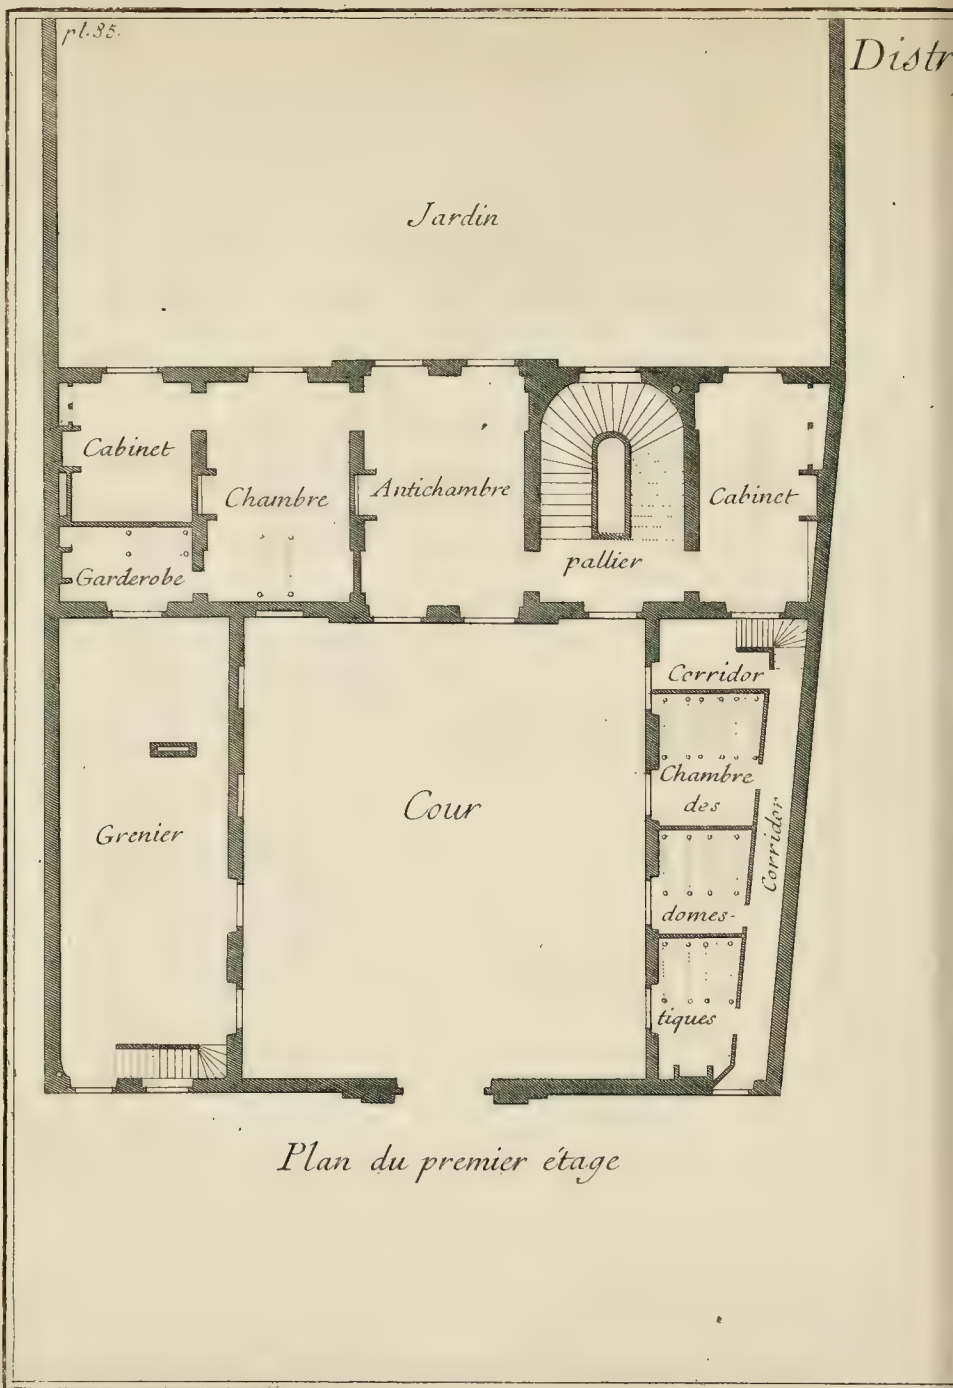 pl. 35.
Distr
Jardin
Cabinet
Chambre
Antichambre
Cabinet
pallier
Garderobe
Corridor
Chambre
des
Corridor
Cour
Grenier
domes-
tiques
Plan du premier étage